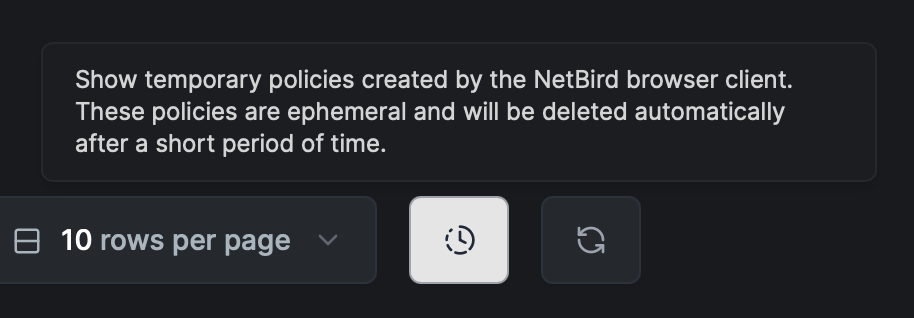 Show temporary policies created by the NetBird browser client.
These policies are ephemeral and will be deleted automatically
after a short period of time.
10 rows per page